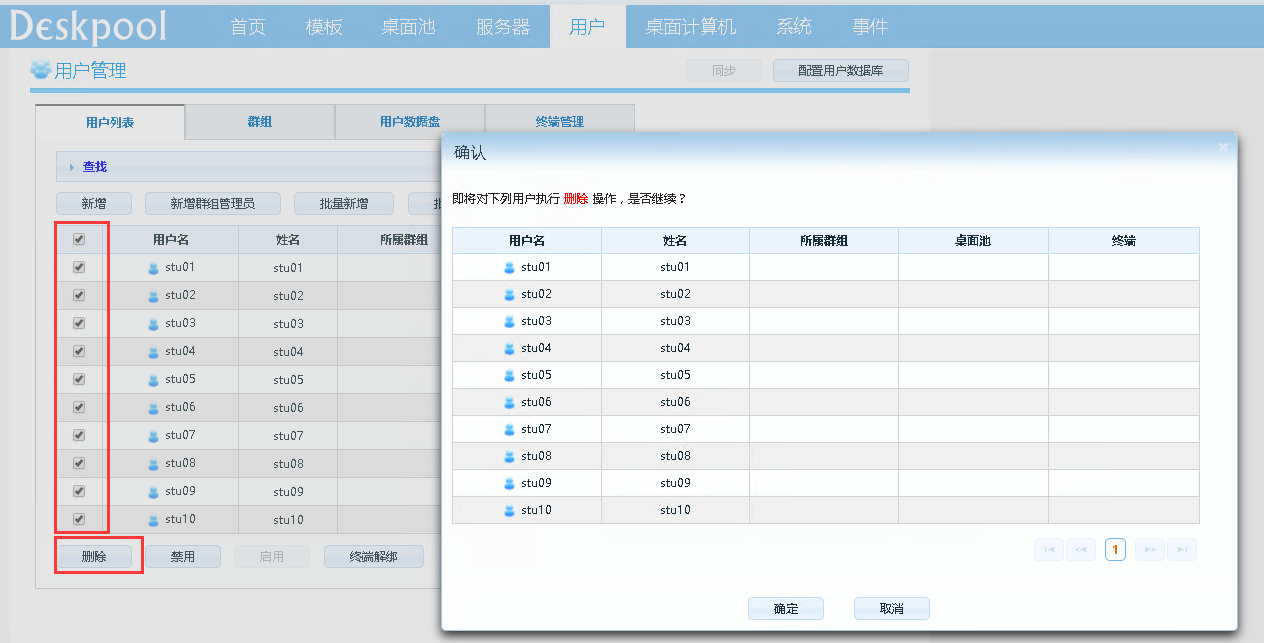 Deskpool 首页 模板 桌面池 服务器 用户 桌面计算机 系统 事件
用户管理 同步 配置用户数据库
用户列表 群组 用户数据盘 终端管理
查找
新增 新增群组管理员 批量新增
用户名 姓名 所属群组
stu01 stu01
stu02 stu02
stu03 stu03
stu04 stu04
stu05 stu05
stu06 stu06
stu07 stu07
stu08 stu08
stu09 stu09
stu10 stu10
删除 禁用 启用 终端解绑
确认
即将对下列用户执行 删除 操作，是否继续？
用户名 姓名 所属群组 桌面池 终端
stu01 stu01
stu02 stu02
stu03 stu03
stu04 stu04
stu05 stu05
stu06 stu06
stu07 stu07
stu08 stu08
stu09 stu09
stu10 stu10
1
确定 取消